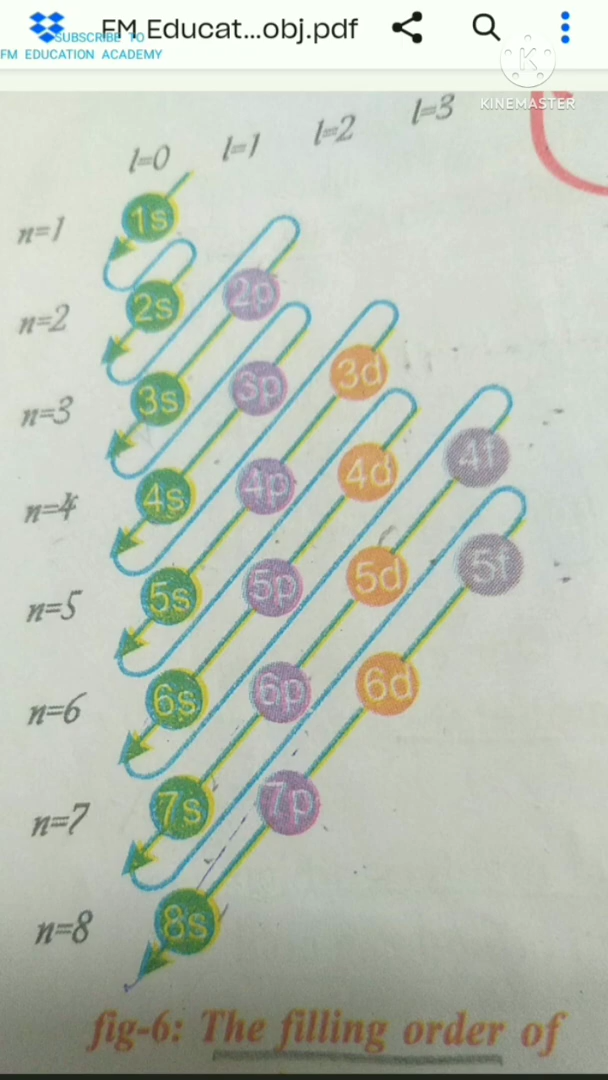 FM Educat...obj.pdf
SUBSCRIBE TO
FM EDUCATION ACADEMY
KINEMASTER
l=0 l=1 l=2 l=3
n=1 1s
n=2 2s 2p
n=3 3s 3p 3d
n=4 4s 4p 4d 4f
n=5 5s 5p 5d 5f
n=6 6s 6p 6d
n=7 7s 7p
n=8 8s
fig-6: The filling order of